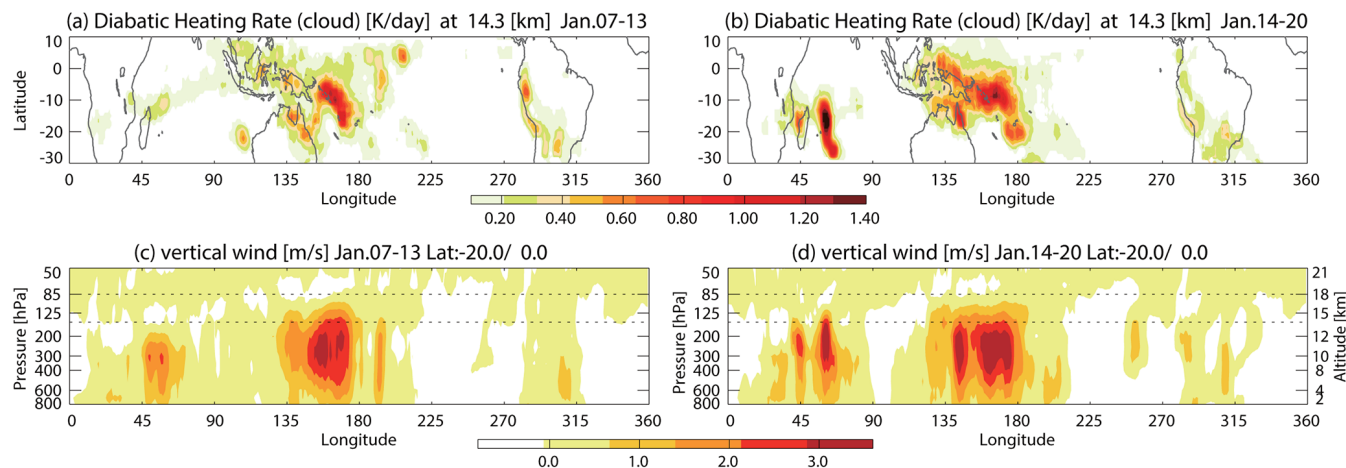 (a) Diabatic Heating Rate (cloud) [K/day] at 14.3 [km] Jan.07-13
(b) Diabatic Heating Rate (cloud) [K/day] at 14.3 [km] Jan.14-20
Latitude
10
0
-10
-20
-30
0 45 90 135 180 225 270 315 360
Longitude
10
0
-10
-20
-30
0 45 90 135 180 225 270 315 360
Longitude
0.20 0.40 0.60 0.80 1.00 1.20 1.40
(c) vertical wind [m/s] Jan.07-13 Lat:-20.0/ 0.0
(d) vertical wind [m/s] Jan.14-20 Lat:-20.0/ 0.0
Pressure [hPa]
50
85
125
200
300
400
600
800
0 45 90 135 180 225 270 315 360
Longitude
Pressure [hPa]
50
85
125
200
300
400
600
800
21
18
15
12
10
8
4
2
Altitude [km]
0 45 90 135 180 225 270 315 360
Longitude
0.0 1.0 2.0 3.0